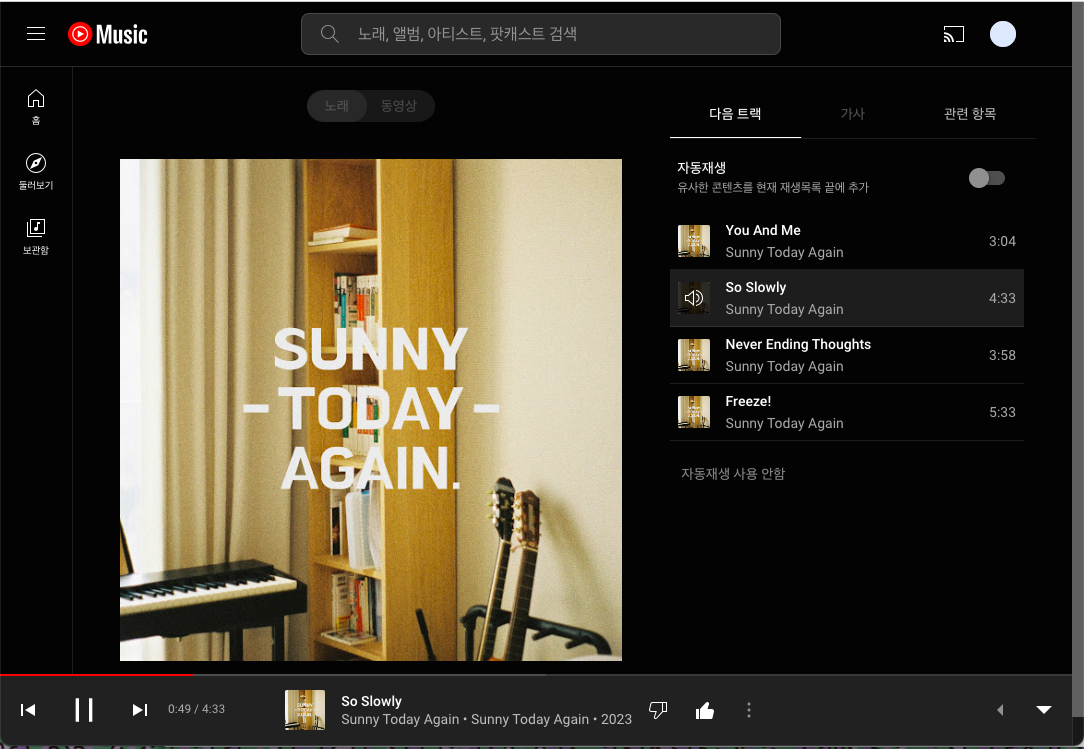 Music
노래, 앨범, 아티스트, 팟캐스트 검색
홈
둘러보기
보관함
노래
동영상
SUNNY
- TODAY -
AGAIN.
다음 트랙
가사
관련 항목
자동재생
유사한 콘텐츠를 현재 재생목록 끝에 추가
You And Me
Sunny Today Again
3:04
So Slowly
Sunny Today Again
4:33
Never Ending Thoughts
Sunny Today Again
3:58
Freeze!
Sunny Today Again
5:33
자동재생 사용 안함
0:49 / 4:33
So Slowly
Sunny Today Again • Sunny Today Again • 2023